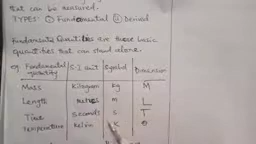 that can be measured.
TYPES: ① Fundamental ② Derived
Fundamental Quantities are those basic
quantities that can stand alone.
eg Fundamental quantity | S.I unit | Symbol | Dimension
Mass Kilogram kg M
Length metres m L
Time seconds s T
Temperature Kelvin K θ